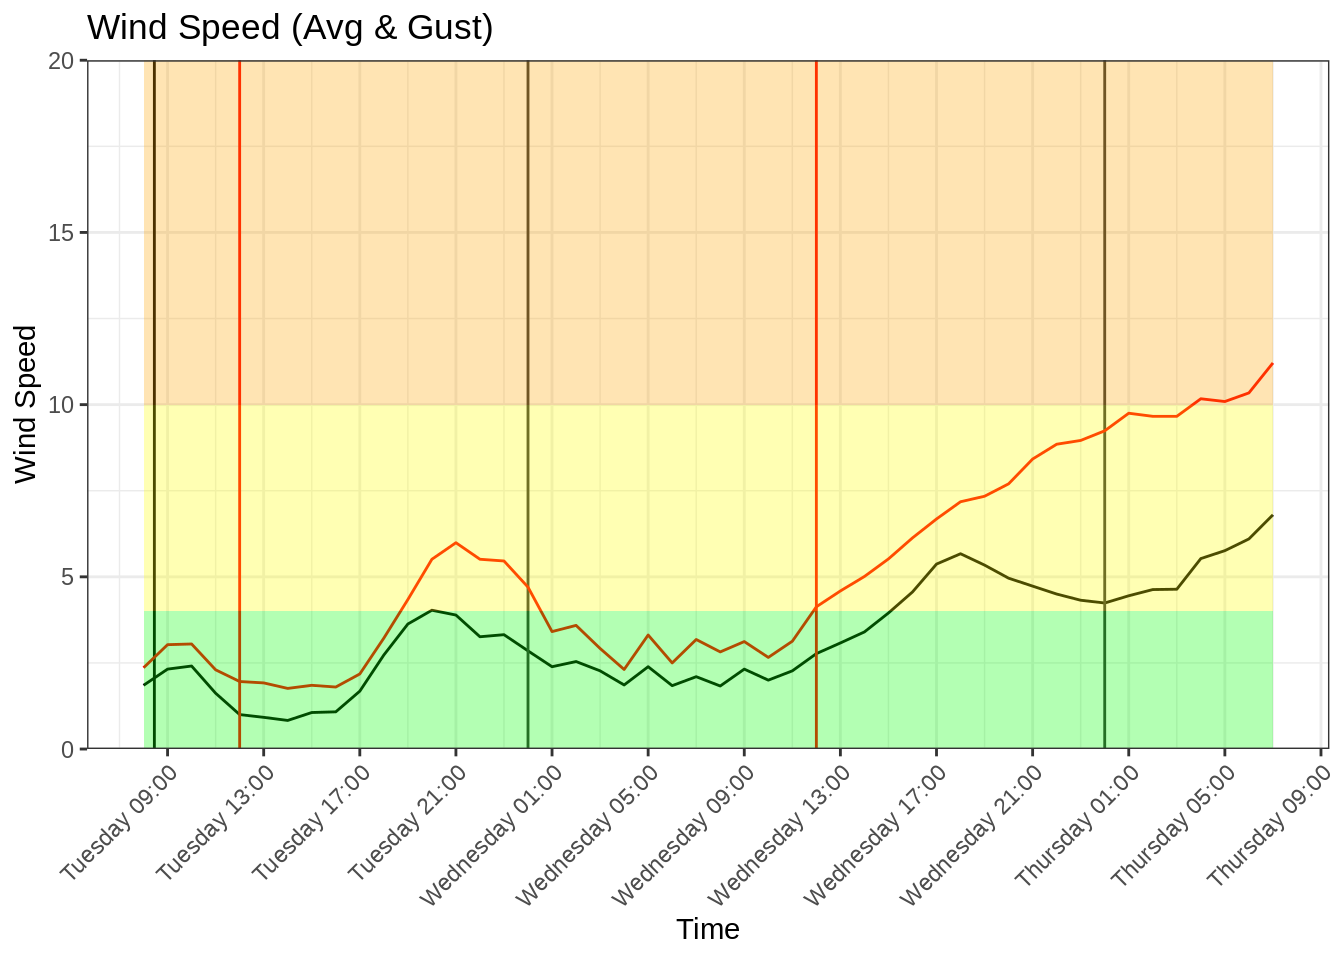 Wind Speed (Avg & Gust)
20
15
10
5
0
Wind Speed
Tuesday 09:00
Tuesday 13:00
Tuesday 17:00
Tuesday 21:00
Wednesday 01:00
Wednesday 05:00
Wednesday 09:00
Wednesday 13:00
Wednesday 17:00
Wednesday 21:00
Thursday 01:00
Thursday 05:00
Thursday 09:00
Time